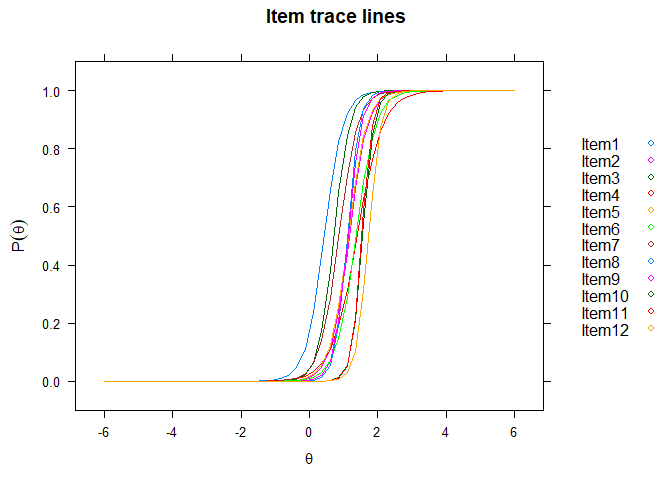 Item trace lines
1.0
0.8
0.6
0.4
0.2
0.0
P(θ)
-6 -4 -2 0 2 4 6
θ
Item1
Item2
Item3
Item4
Item5
Item6
Item7
Item8
Item9
Item10
Item11
Item12